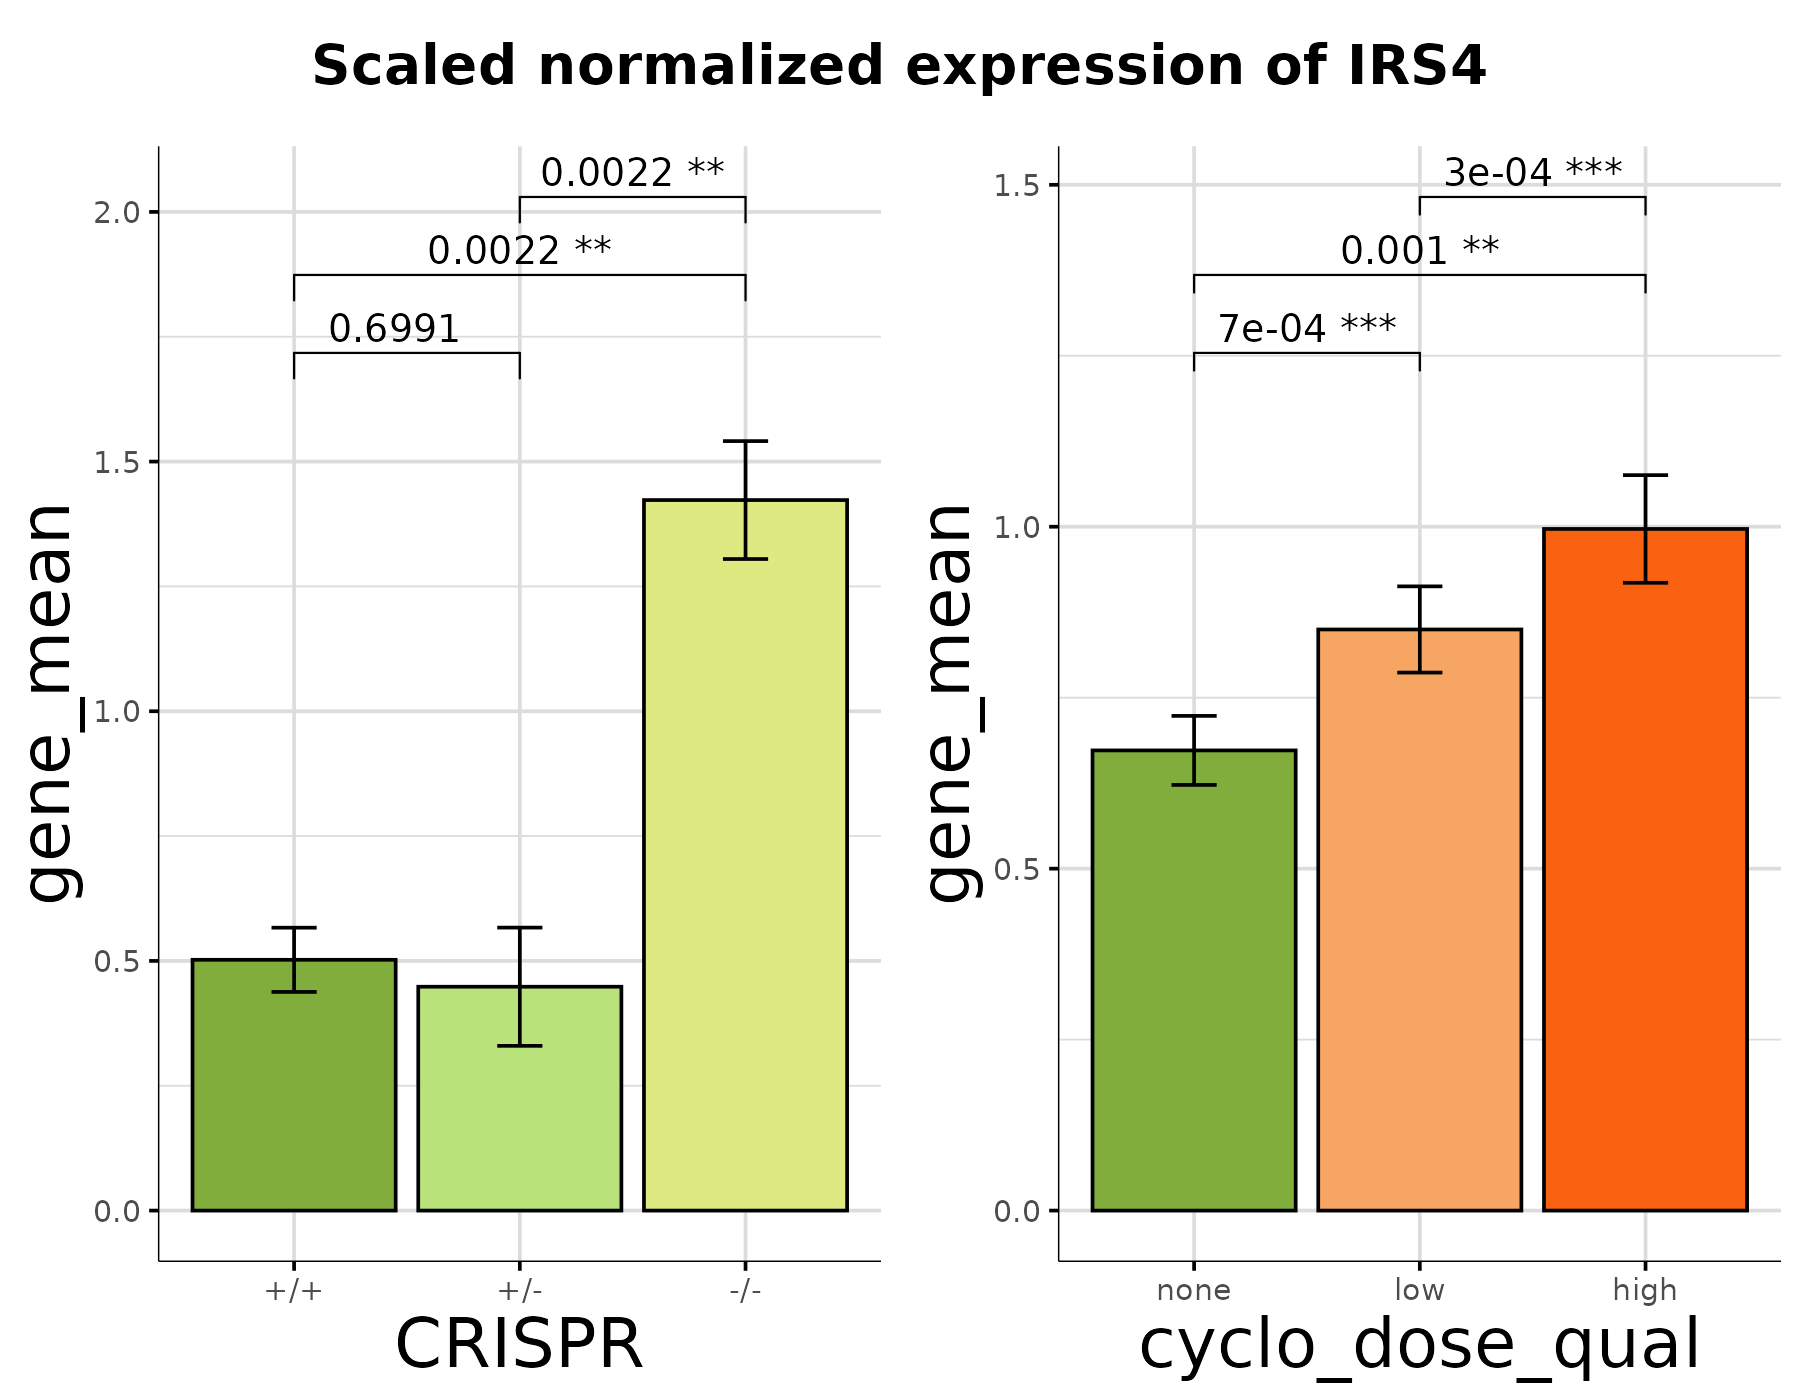 Scaled normalized expression of IRS4
gene_mean
2.0
1.5
1.0
0.5
0.0
0.0022 **
0.0022 **
0.6991
+/+ +/- -/-
CRISPR
gene_mean
1.5
1.0
0.5
0.0
3e-04 ***
0.001 **
7e-04 ***
none low high
cyclo_dose_qual